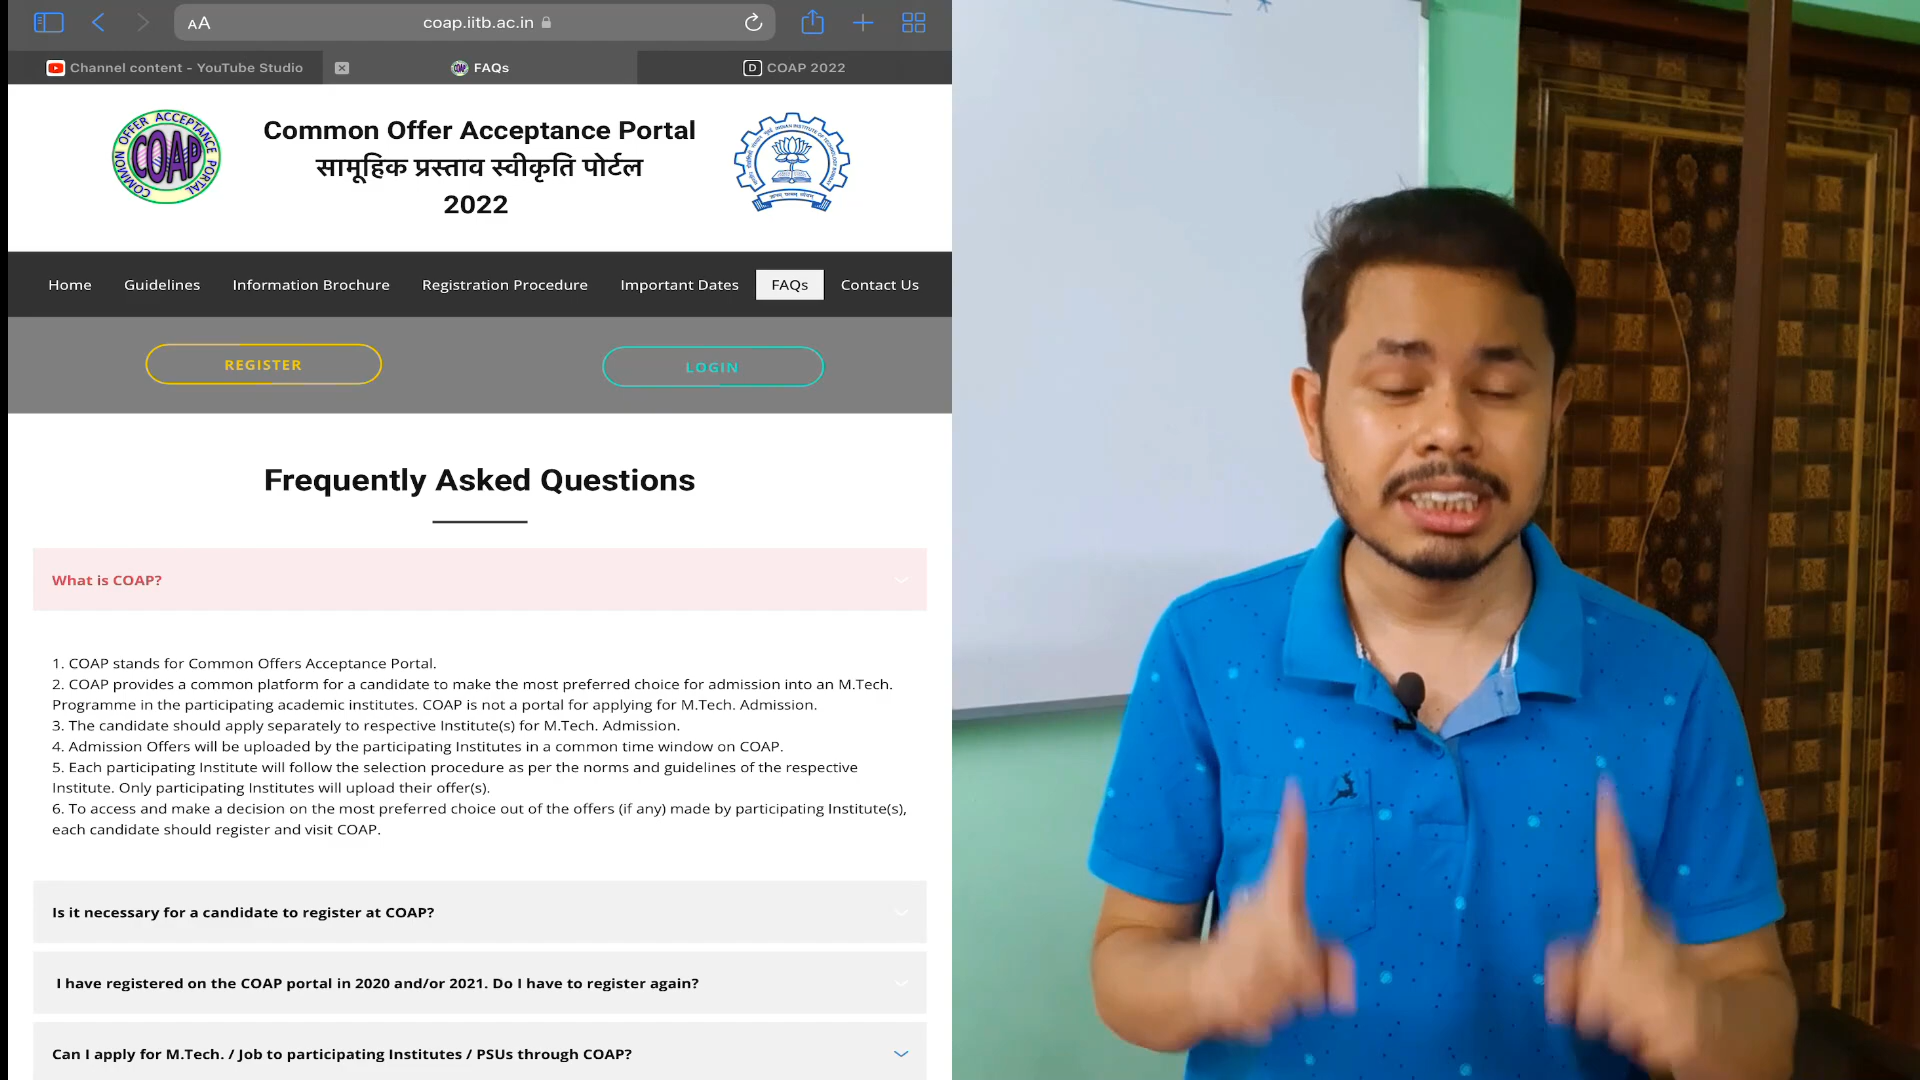 AA
coap.iitb.ac.in
Channel content - YouTube Studio
FAQs
COAP 2022
COMMON OFFER ACCEPTANCE PORTAL
COAP
Common Offer Acceptance Portal
सामूहिक प्रस्ताव स्वीकृति पोर्टल
2022
Home
Guidelines
Information Brochure
Registration Procedure
Important Dates
FAQs
Contact Us
REGISTER
LOGIN
Frequently Asked Questions
What is COAP?
1. COAP stands for Common Offers Acceptance Portal.
2. COAP provides a common platform for a candidate to make the most preferred choice for admission into an M.Tech.
Programme in the participating academic institutes. COAP is not a portal for applying for M.Tech. Admission.
3. The candidate should apply separately to respective Institute(s) for M.Tech. Admission.
4. Admission Offers will be uploaded by the participating Institutes in a common time window on COAP.
5. Each participating Institute will follow the selection procedure as per the norms and guidelines of the respective
Institute. Only participating Institutes will upload their offer(s).
6. To access and make a decision on the most preferred choice out of the offers (if any) made by participating Institute(s),
each candidate should register and visit COAP.
Is it necessary for a candidate to register at COAP?
I have registered on the COAP portal in 2020 and/or 2021. Do I have to register again?
Can I apply for M.Tech. / Job to participating Institutes / PSUs through COAP?